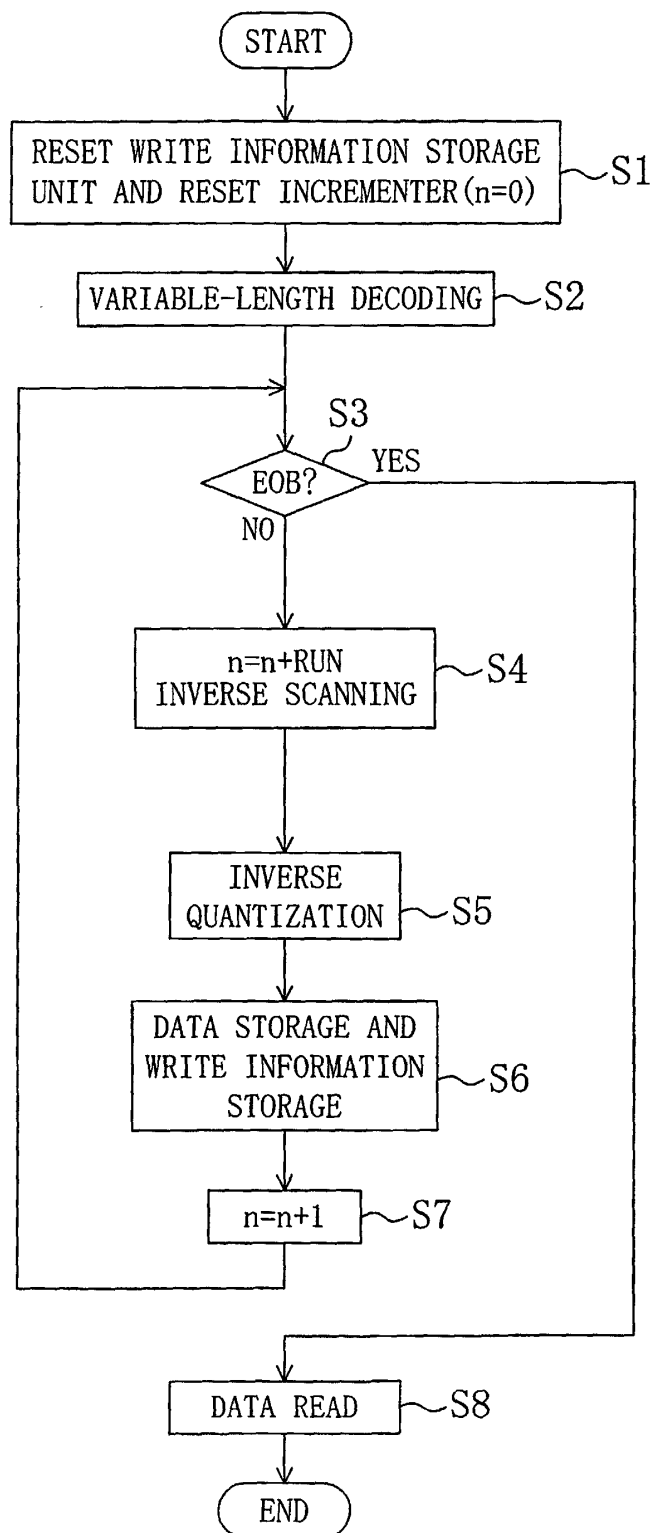 START
RESET WRITE INFORMATION STORAGE
UNIT AND RESET INCREMENTER(n=0)
S1
VARIABLE-LENGTH DECODING
S2
S3
EOB?
YES
NO
n=n+RUN
INVERSE SCANNING
S4
INVERSE
QUANTIZATION
S5
DATA STORAGE AND
WRITE INFORMATION
STORAGE
S6
n=n+1
S7
DATA READ
S8
END